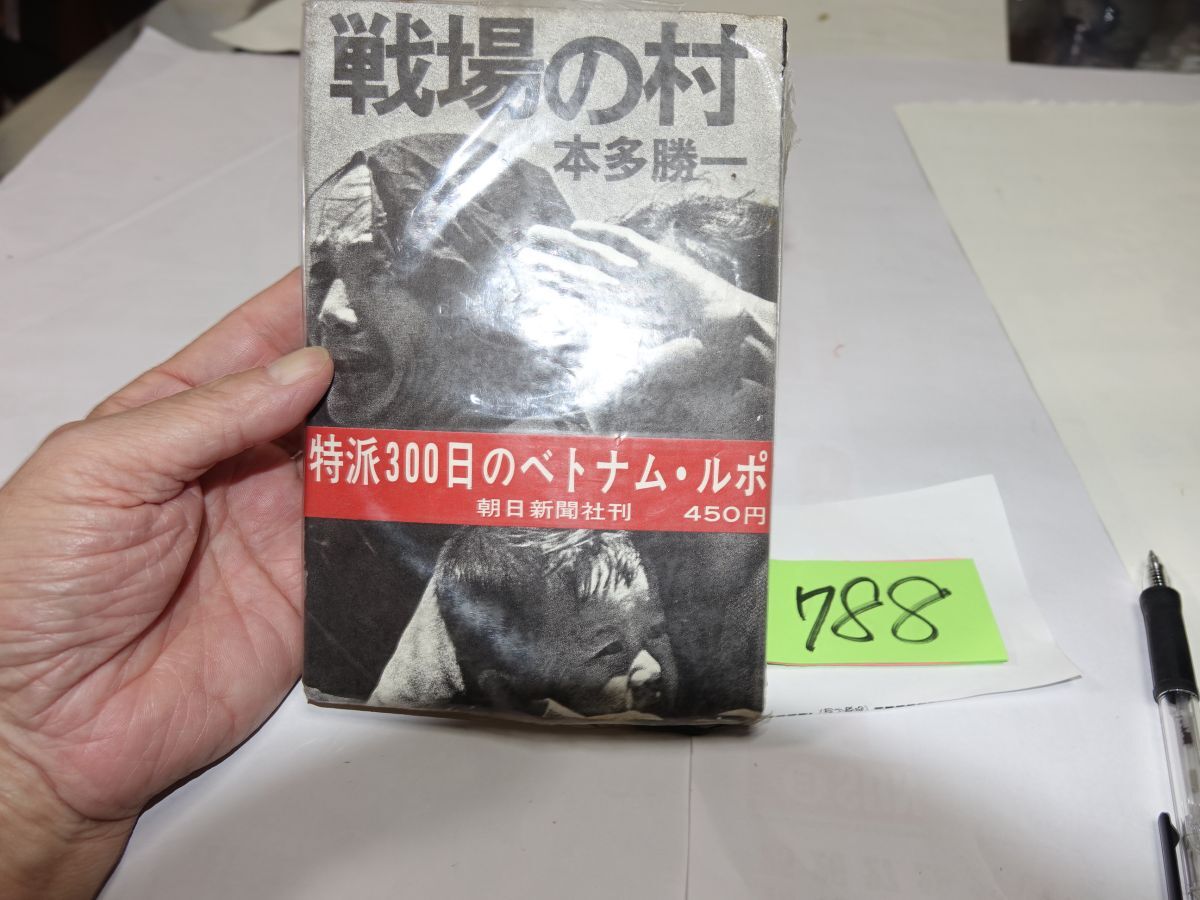 戦場の村
本多勝一
特派300日のベトナム・ルポ
朝日新聞社刊 450円
788